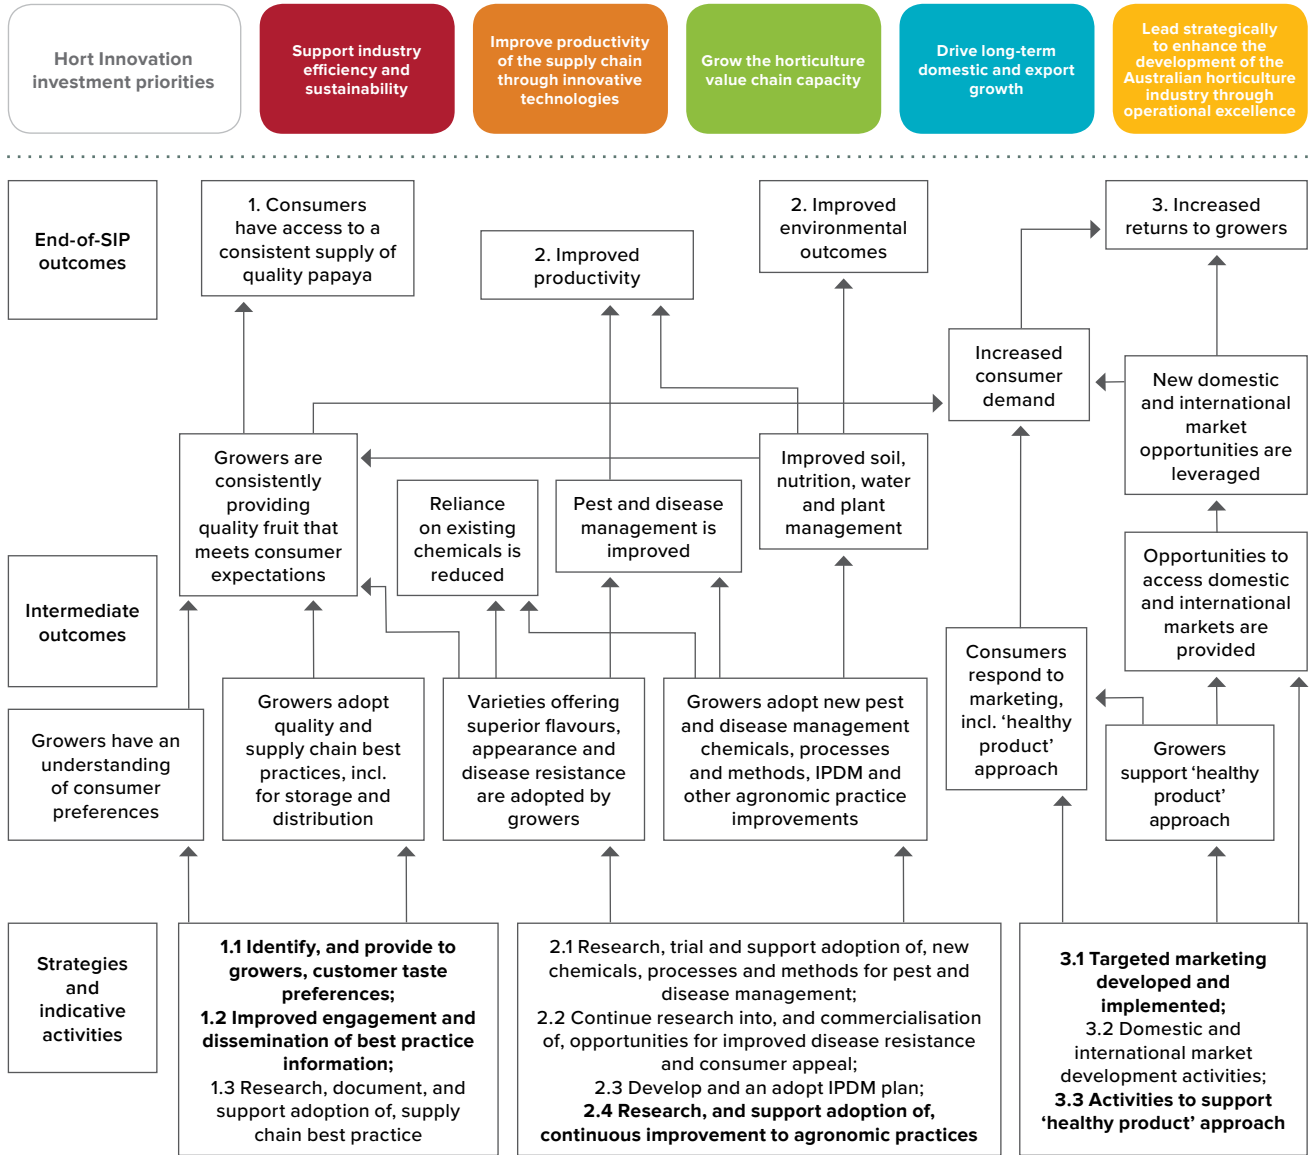 Hort Innovation
investment priorities
Support industry
efficiency and
sustainability
Improve productivity
of the supply chain
through innovative
technologies
Grow the horticulture
value chain capacity
Drive long-term
domestic and export
growth
Lead strategically
to enhance the
development of the
Australian horticulture
industry through
operational excellence
End-of-SIP
outcomes
1. Consumers
have access to a
consistent supply of
quality papaya
2. Improved
productivity
2. Improved
environmental
outcomes
3. Increased
returns to growers
Increased
consumer
demand
New domestic
and international
market
opportunities are
leveraged
Growers are
consistently
providing
quality fruit that
meets consumer
expectations
Reliance
on existing
chemicals is
reduced
Pest and disease
management is
improved
Improved soil,
nutrition, water
and plant
management
Opportunities to
access domestic
and international
markets are
provided
Intermediate
outcomes
Growers have an
understanding
of consumer
preferences
Growers adopt
quality and
supply chain best
practices, incl.
for storage and
distribution
Varieties offering
superior flavours,
appearance and
disease resistance
are adopted by
growers
Growers adopt new pest
and disease management
chemicals, processes
and methods, IPDM and
other agronomic practice
improvements
Consumers
respond to
marketing,
incl. ‘healthy
product’
approach
Growers
support ‘healthy
product’
approach
Strategies
and
indicative
activities
1.1 Identify, and provide to
growers, customer taste
preferences;
1.2 Improved engagement and
dissemination of best practice
information;
1.3 Research, document, and
support adoption of, supply
chain best practice
2.1 Research, trial and support adoption of, new
chemicals, processes and methods for pest and
disease management;
2.2 Continue research into, and commercialisation
of, opportunities for improved disease resistance
and consumer appeal;
2.3 Develop and an adopt IPDM plan;
2.4 Research, and support adoption of,
continuous improvement to agronomic practices
3.1 Targeted marketing
developed and
implemented;
3.2 Domestic and
international market
development activities;
3.3 Activities to support
‘healthy product’ approach